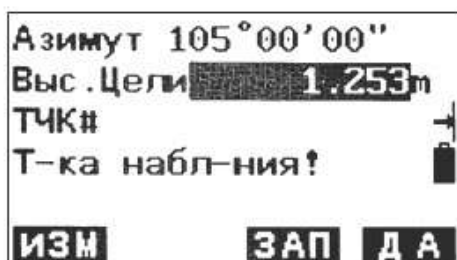 Азимут 105°00'00"
Выс.Цели 1.253m
ТЧК#
Т-ка набл-ния!
ИЗМ ЗАП ДА